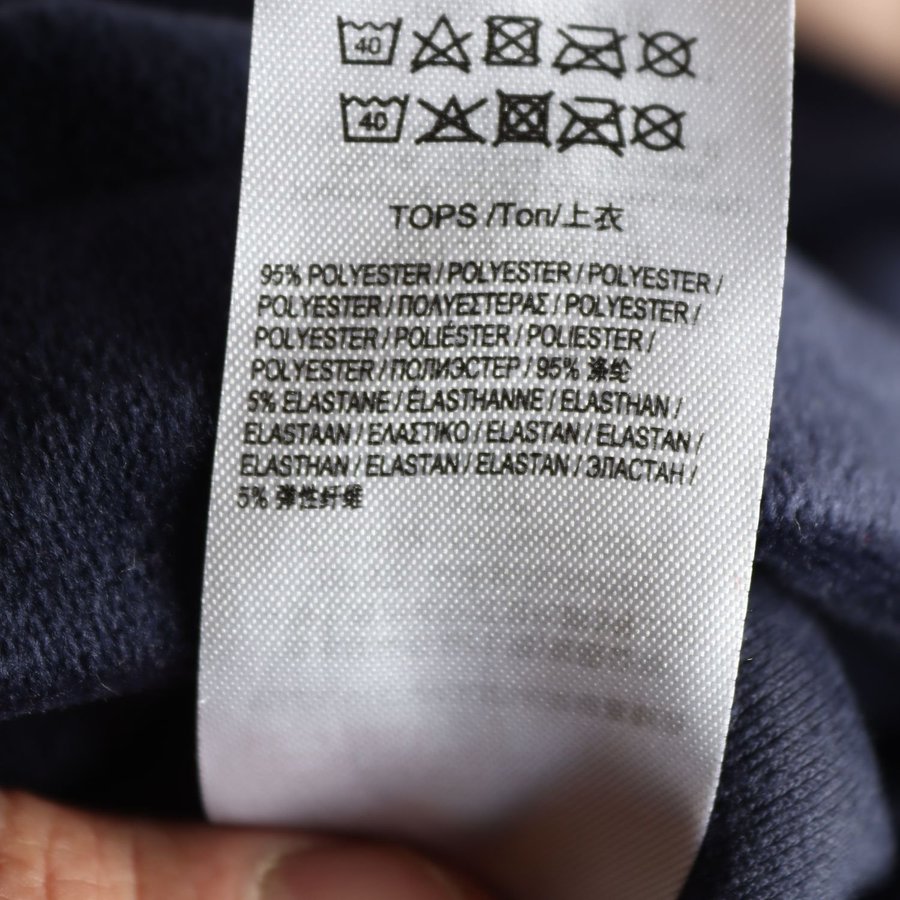 40
40
TOPS /Топ/上衣
95% POLYESTER / POLYESTER / POLYESTER /
POLYESTER / ΠΟΛΥΕΣΤΕΡΑΣ / POLYESTER /
POLYESTER / POLIÉSTER / POLIESTER /
POLYESTER / ПОЛИЭСТЕР / 95% 涤纶
5% ELASTANE / ÉLASTHANNE / ELASTHAN /
ELASTAAN / ΕΛΑΣΤΙΚΟ / ELASTAN / ELASTAN /
ELASTHAN / ELASTAN / ELASTAN / ЭЛАСТАН /
5% 弹性纤维